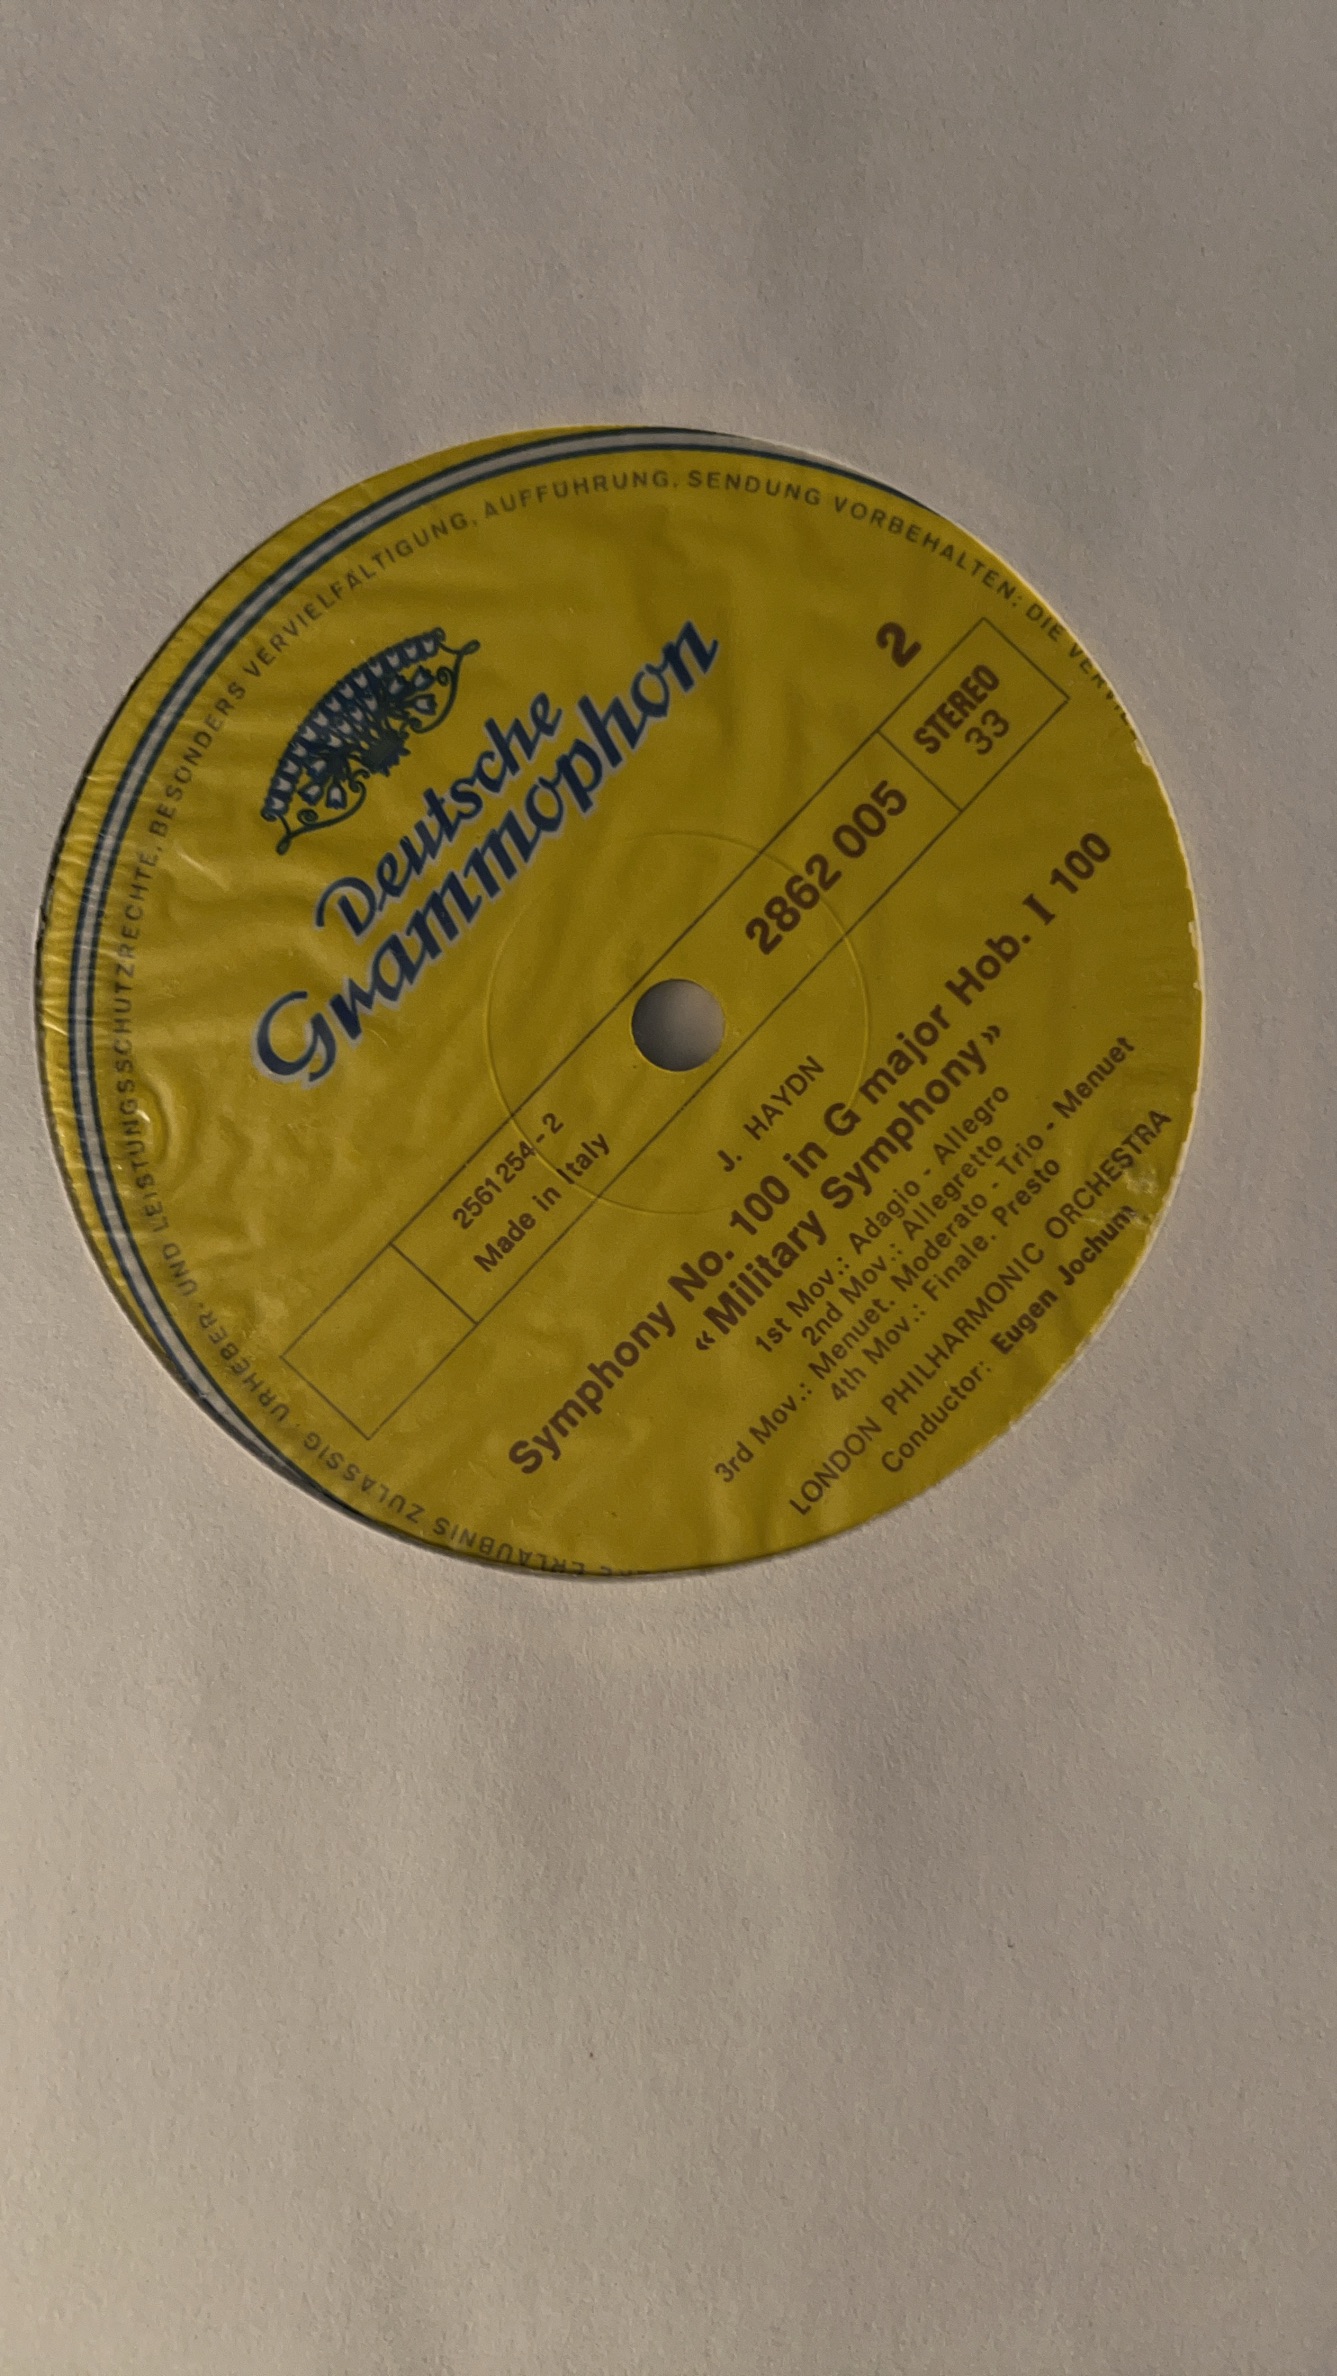 URHEBER- UND LEISTUNGSSCHUTZRECHTE, BESONDERS VERVIELFÄLTIGUNG, AUFFÜHRUNG, SENDUNG VORBEHALTEN: DIE
ERLAUBNIS ZULÄSSIG.
Deutsche
Grammophon
2
STEREO
33
2862 005
2561 254 - 2
Made in Italy
J. HAYDN
Symphony No. 100 in G major Hob. I 100
«Military Symphony»
1st Mov.: Adagio - Allegro
2nd Mov.: Allegretto
3rd Mov.: Menuet. Moderato - Trio - Menuet
4th Mov.: Finale. Presto
LONDON PHILHARMONIC ORCHESTRA
Conductor: Eugen Jochum